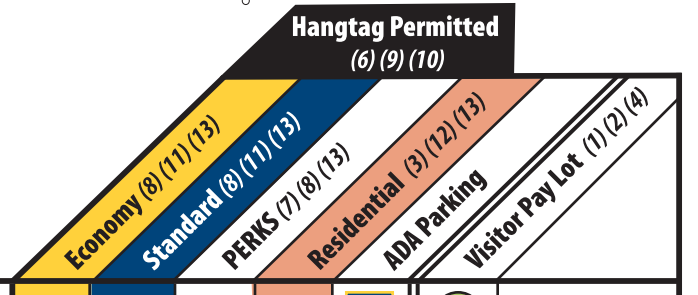 Hangtag Permitted
(6) (9) (10)
Economy (8) (11) (13)
Standard (8) (11) (13)
PERKS (7) (8) (13)
Residential (3) (12) (13)
ADA Parking
Visitor Pay Lot (1) (2) (4)